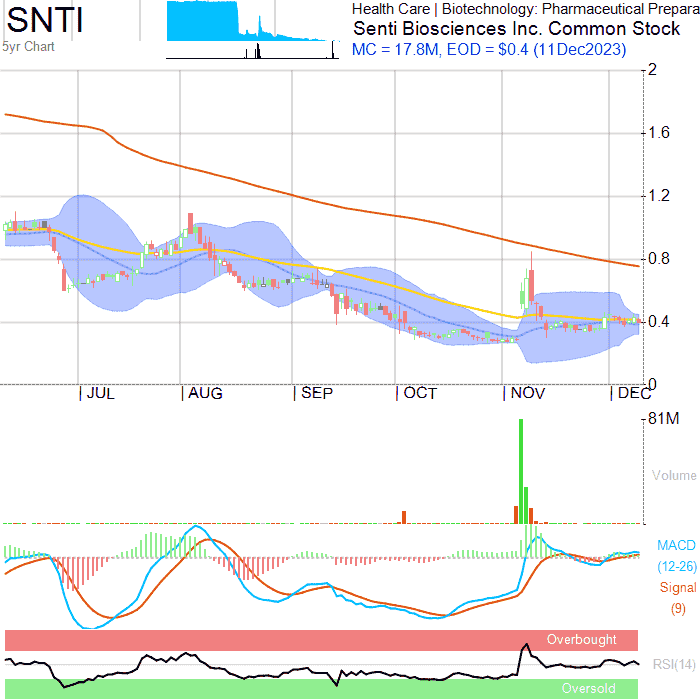 SNTI
5yr Chart
Health Care | Biotechnology: Pharmaceutical Prepara
Senti Biosciences Inc. Common Stock
MC = 17.8M, EOD = $0.4 (11Dec2023)
2
1.6
1.2
0.8
0.4
0
JUL AUG SEP OCT NOV DEC
81M
Volume
MACD
(12-26)
Signal
(9)
Overbought
RSI(14)
Oversold